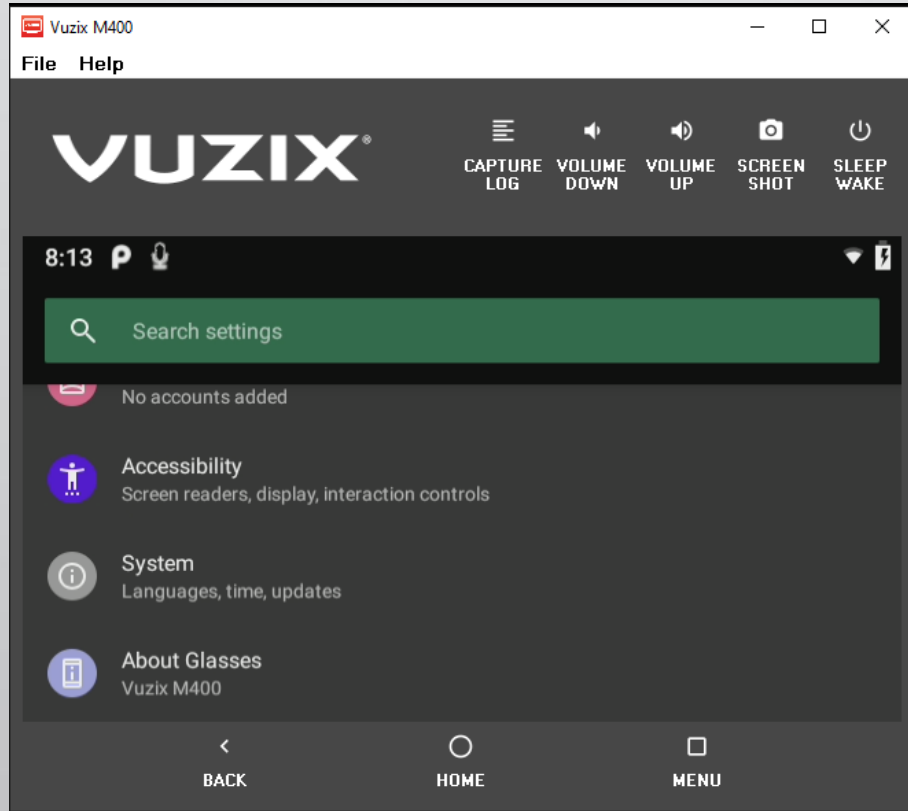 Vuzix M400
File Help
VUZIX®
CAPTURE LOG
VOLUME DOWN
VOLUME UP
SCREEN SHOT
SLEEP WAKE
8:13
Search settings
No accounts added
Accessibility
Screen readers, display, interaction controls
System
Languages, time, updates
About Glasses
Vuzix M400
BACK HOME MENU